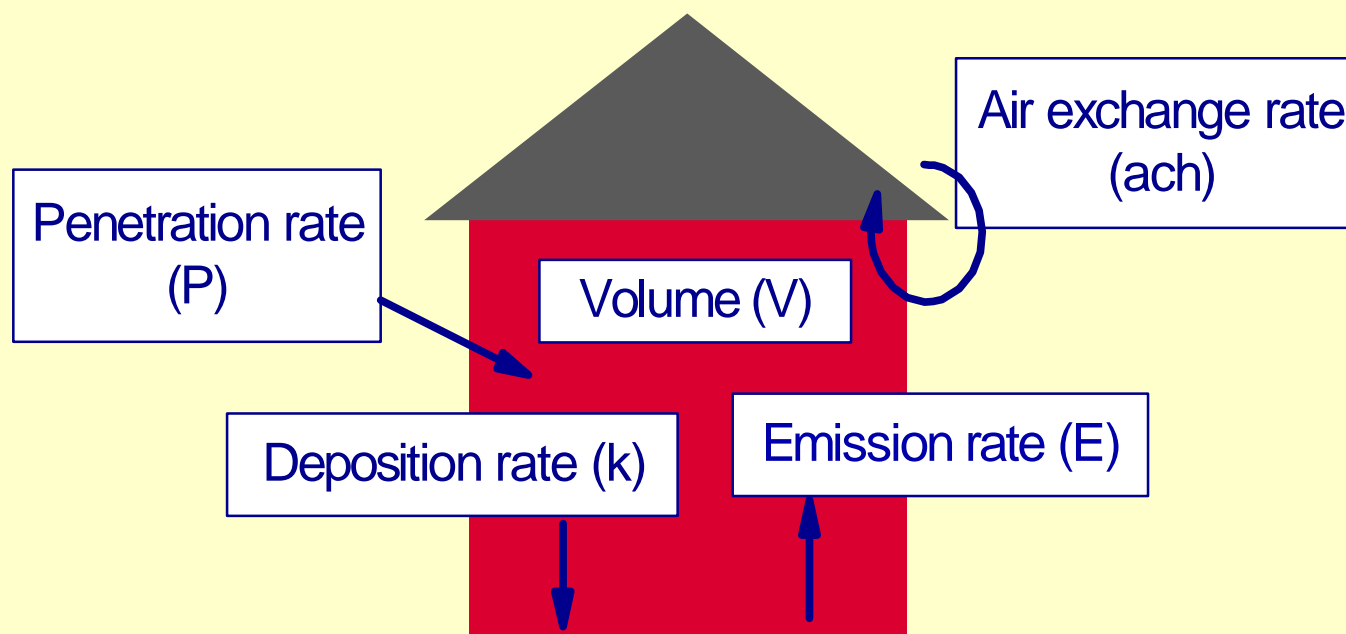 Air exchange rate
(ach)
Penetration rate
(P)
Volume (V)
Deposition rate (k)
Emission rate (E)